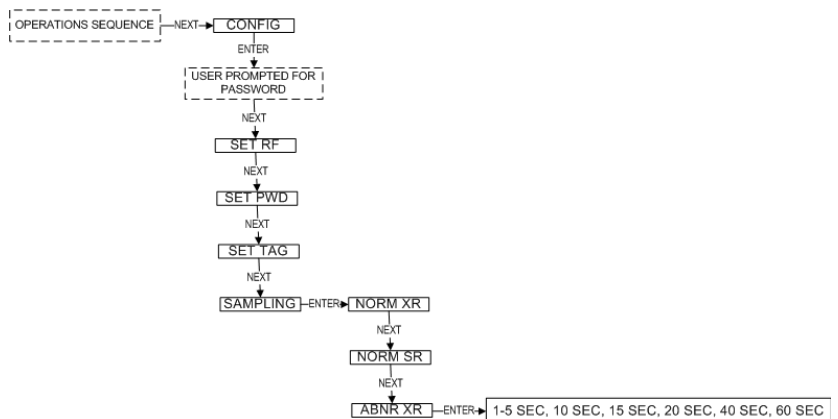 OPERATIONS SEQUENCE
NEXT
CONFIG
ENTER
USER PROMPTED FOR
PASSWORD
NEXT
SET RF
NEXT
SET PWD
NEXT
SET TAG
NEXT
SAMPLING
ENTER
NORM XR
NEXT
NORM SR
NEXT
ABNR XR
ENTER
1-5 SEC, 10 SEC, 15 SEC, 20 SEC, 40 SEC, 60 SEC